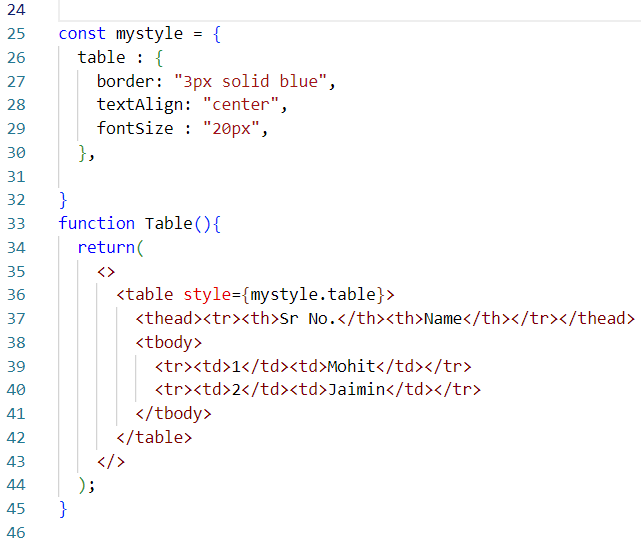 24
25 const mystyle = {
26   table : {
27     border: "3px solid blue",
28     textAlign: "center",
29     fontSize : "20px",
30   },
31
32 }
33 function Table(){
34   return(
35     <>
36       <table style={mystyle.table}>
37         <thead><tr><th>Sr No.</th><th>Name</th></tr></thead>
38         <tbody>
39           <tr><td>1</td><td>Mohit</td></tr>
40           <tr><td>2</td><td>Jaimin</td></tr>
41         </tbody>
42       </table>
43     </>
44   );
45 }
46